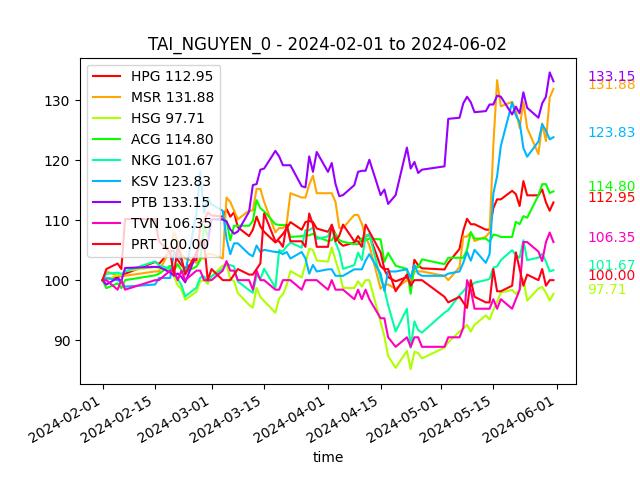 TAI_NGUYEN_0 - 2024-02-01 to 2024-06-02
HPG 112.95
MSR 131.88
HSG 97.71
ACG 114.80
NKG 101.67
KSV 123.83
PTB 133.15
TVN 106.35
PRT 100.00
130
120
110
100
90
133.15
131.88
123.83
114.80
112.95
106.35
101.67
100.00
97.71
2024-02-01
2024-02-15
2024-03-01
2024-03-15
2024-04-01
2024-04-15
2024-05-01
2024-05-15
2024-06-01
time